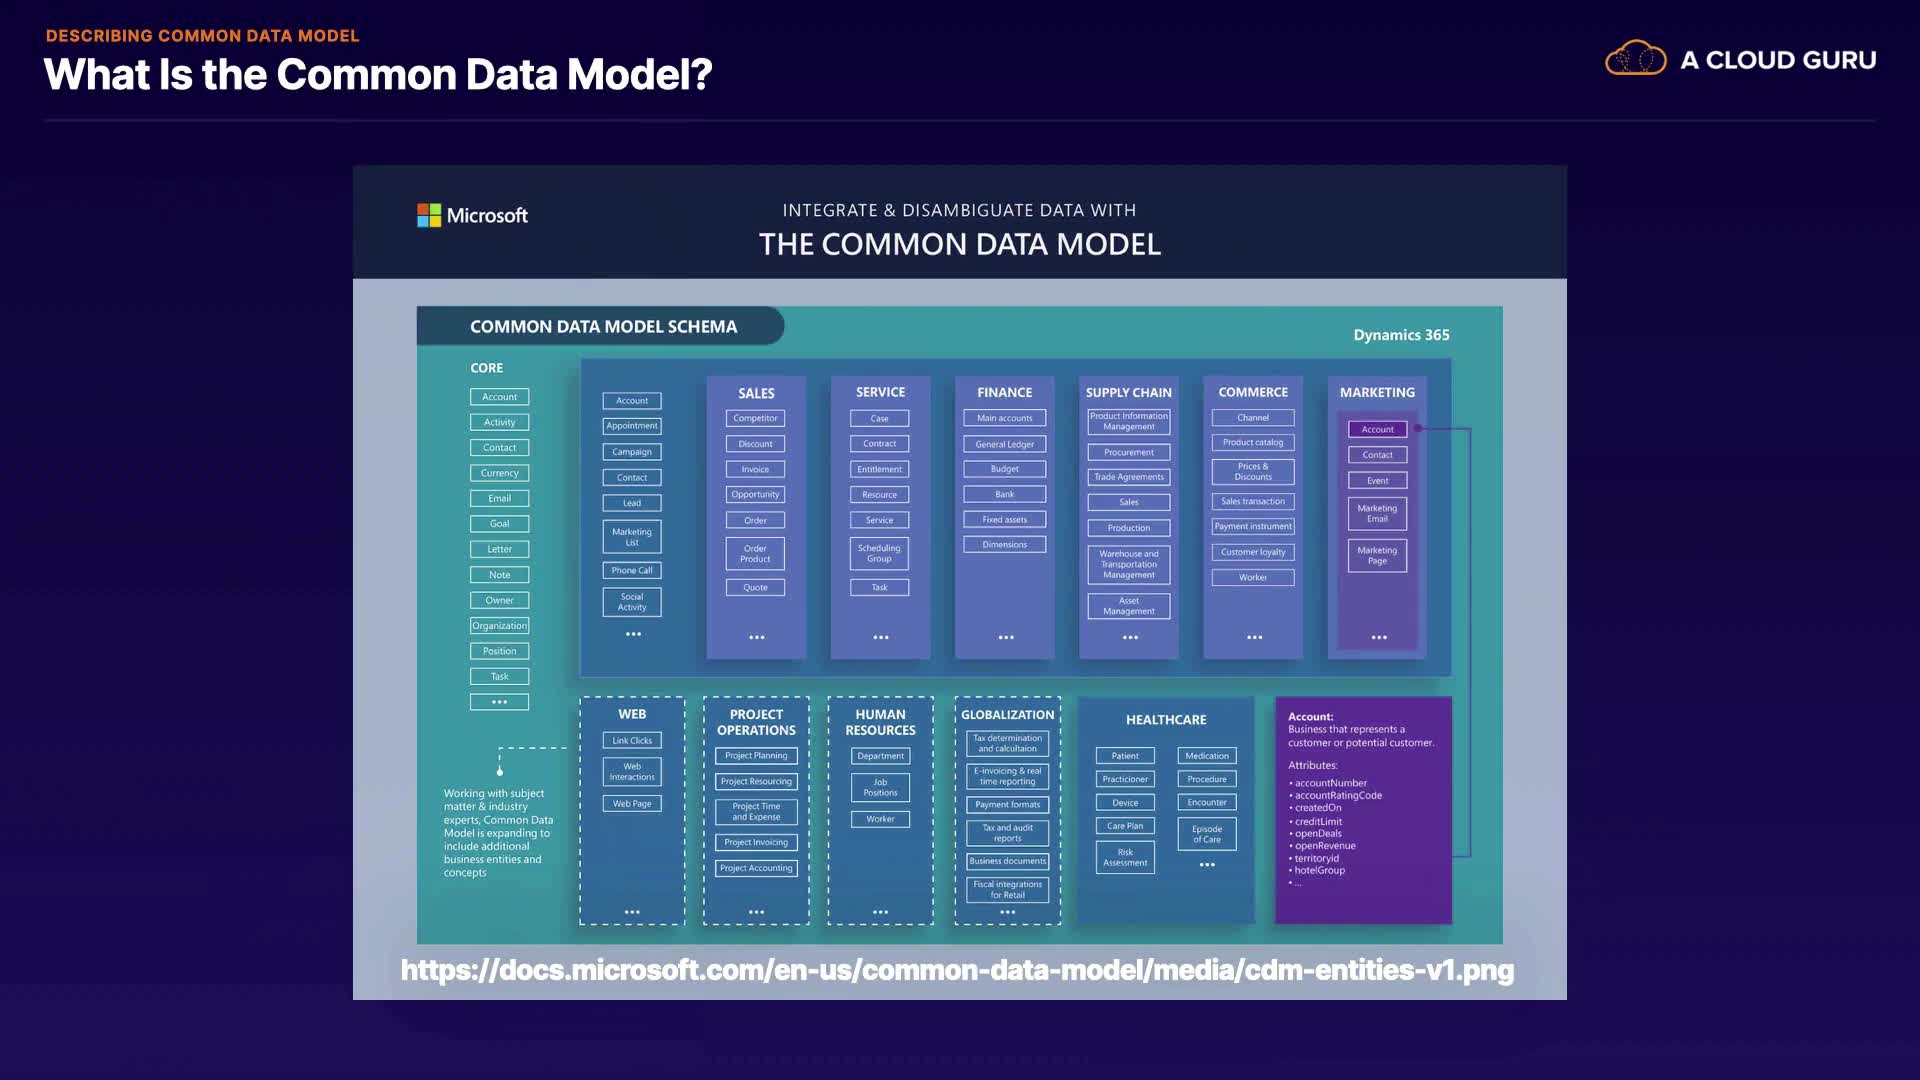 DESCRIBING COMMON DATA MODEL
What Is the Common Data Model?
A CLOUD GURU
Microsoft
INTEGRATE & DISAMBIGUATE DATA WITH
THE COMMON DATA MODEL
COMMON DATA MODEL SCHEMA
Dynamics 365
CORE
Account
Activity
Contact
Currency
Email
Goal
Letter
Note
Owner
Organization
Position
Task
...
Account
Appointment
Campaign
Contact
Lead
Marketing
List
Phone Call
Social
Activity
...
SALES
Competitor
Discount
Invoice
Opportunity
Order
Order
Product
Quote
...
SERVICE
Case
Contract
Entitlement
Resource
Service
Scheduling
Group
Task
...
FINANCE
Main accounts
General Ledger
Budget
Bank
Fixed assets
Dimensions
...
SUPPLY CHAIN
Product Information
Management
Procurement
Trade Agreements
Sales
Production
Warehouse and
Transportation
Management
Asset
Management
...
COMMERCE
Channel
Product catalog
Prices &
Discounts
Sales transaction
Payment instrument
Customer loyalty
Worker
...
MARKETING
Account
Contact
Event
Marketing
Email
Marketing
Page
...
Working with subject
matter & industry
experts, Common Data
Model is expanding to
include additional
business entities and
concepts
WEB
Link Clicks
Web
Interactions
Web Page
...
PROJECT
OPERATIONS
Project Planning
Project Resourcing
Project Time
and Expense
Project Invoicing
Project Accounting
...
HUMAN
RESOURCES
Department
Job
Positions
Worker
...
GLOBALIZATION
Tax determination
and calcultaion
E-invoicing & real
time reporting
Payment formats
Tax and audit
reports
Business documents
Fiscal integrations
for Retail
...
HEALTHCARE
Patient
Practicioner
Device
Care Plan
Risk
Assessment
Medication
Procedure
Encounter
Episode
of Care
...
Account:
Business that represents a
customer or potential customer.
Attributes:
• accountNumber
• accountRatingCode
• createdOn
• creditLimit
• openDeals
• openRevenue
• territoryid
• hotelGroup
• ...
https://docs.microsoft.com/en-us/common-data-model/media/cdm-entities-v1.png